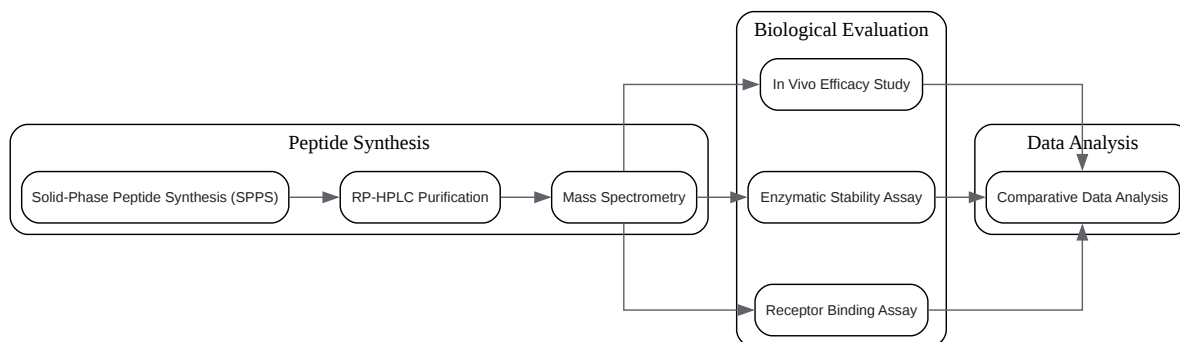 Biological Evaluation
In Vivo Efficacy Study
Peptide Synthesis
Data Analysis
Solid-Phase Peptide Synthesis (SPPS)
RP-HPLC Purification
Mass Spectrometry
Enzymatic Stability Assay
Comparative Data Analysis
Receptor Binding Assay